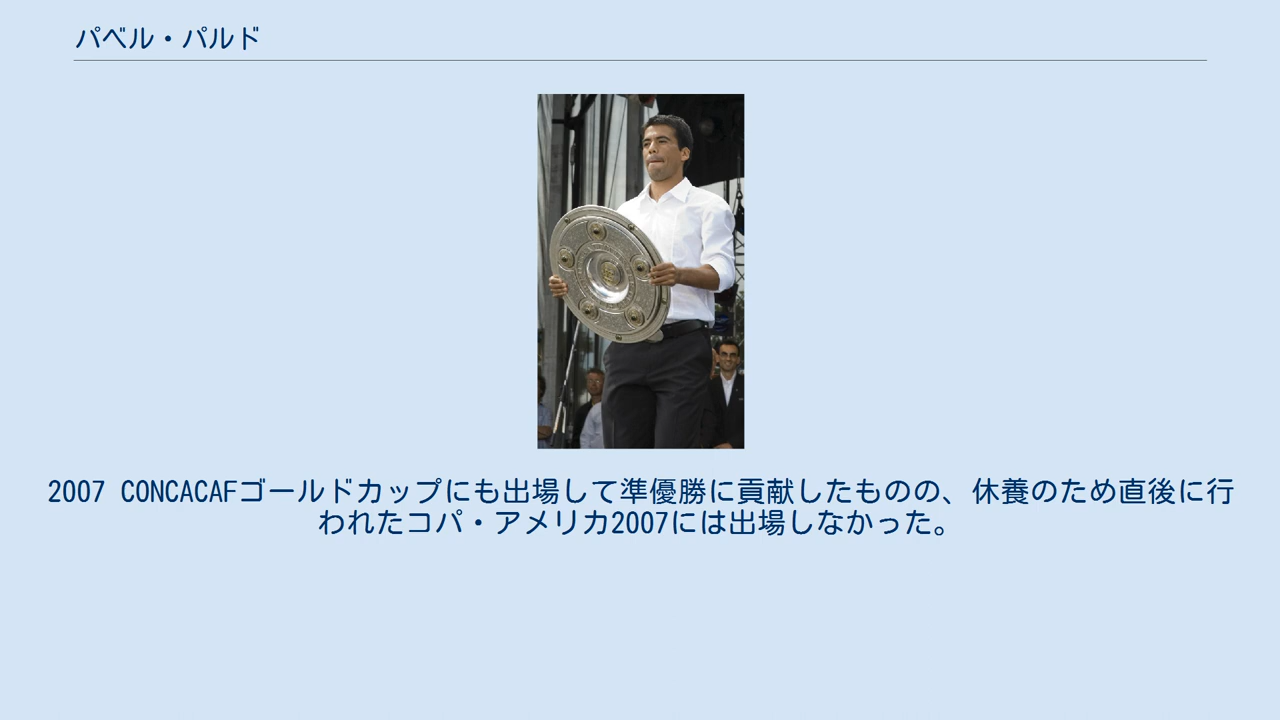 パベル・パルド
2007 CONCACAFゴールドカップにも出場して準優勝に貢献したものの、休養のため直後に行
われたコパ・アメリカ2007には出場しなかった。